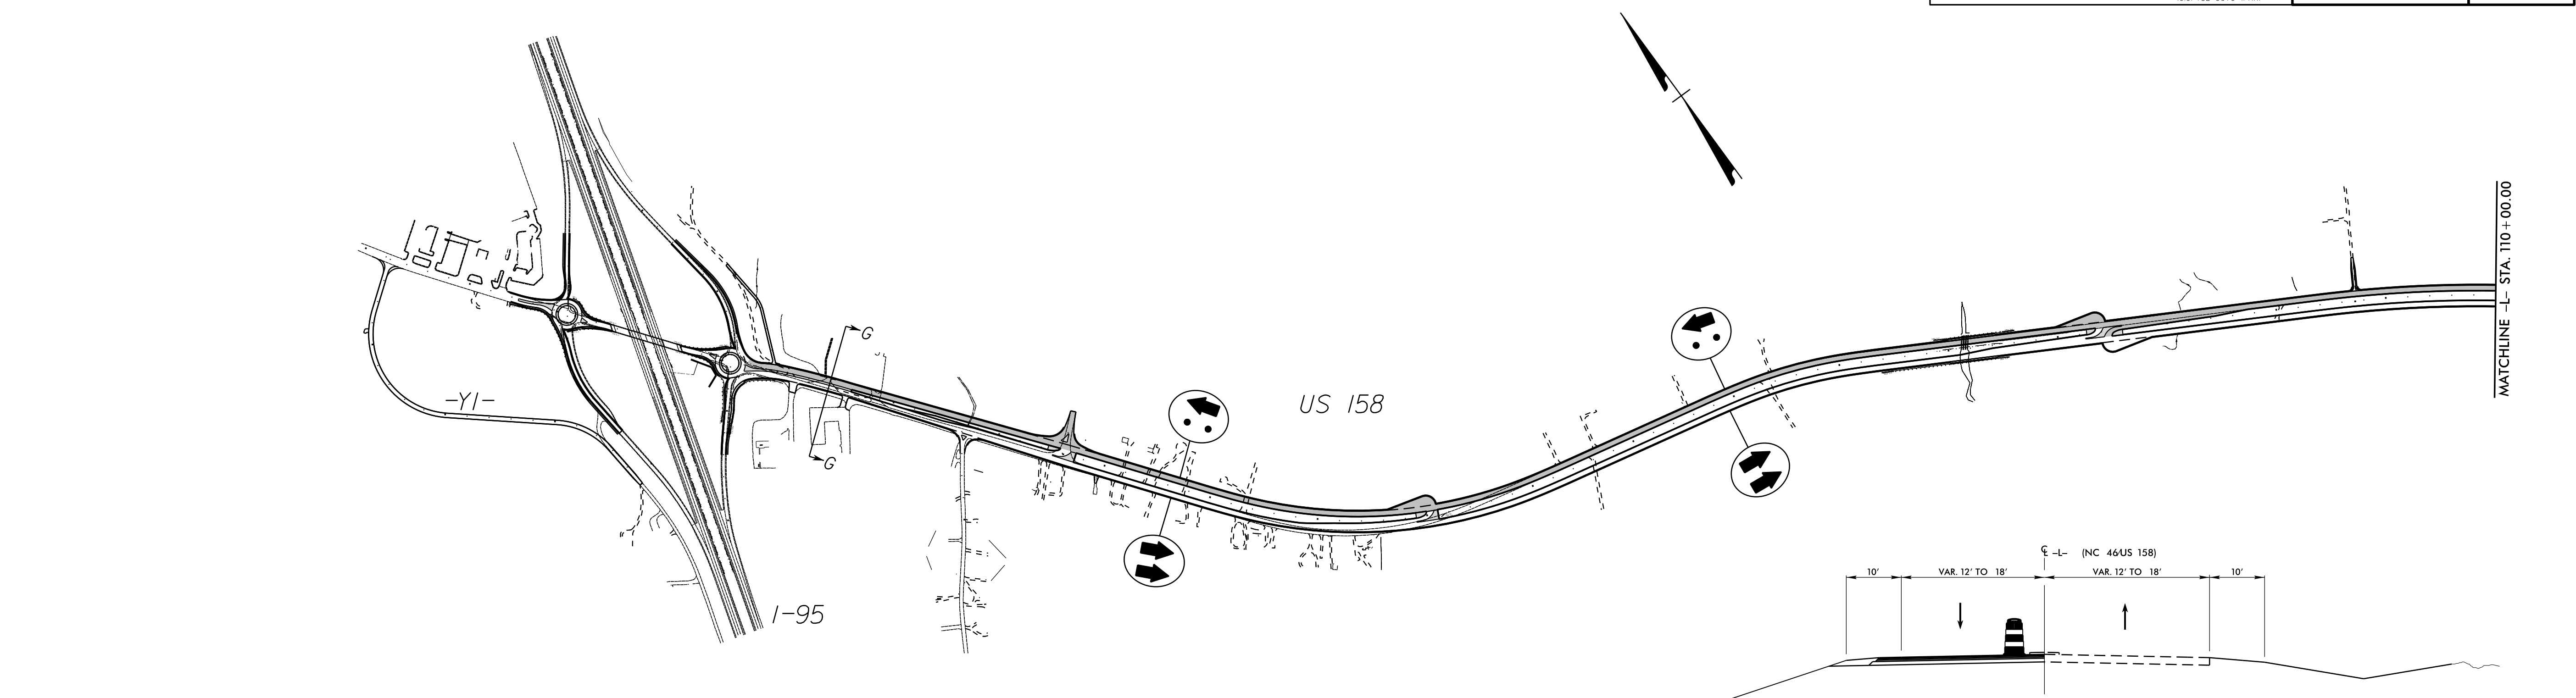 MATCHLINE -L- STA. 110+00.00
G
G
US 158
-Y1-
I-95
℄ -L- (NC 46/US 158)
10' VAR. 12' TO 18' VAR. 12' TO 18' 10'